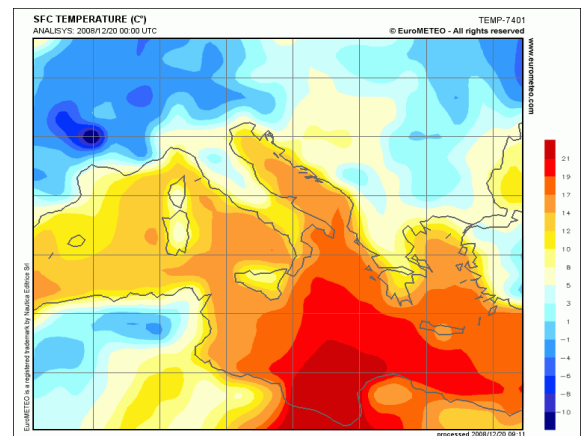 SFC TEMPERATURE (C°)
TEMP-7401
ANALISYS: 2008/12/20 00:00 UTC
© EuroMETEO - All rights reserved
www.eurometeo.com
EuroMETEO is a registered trademark by Nautica Editrice Srl
21
19
17
14
12
10
8
5
3
1
-1
-4
-6
-8
-10
processed 2008/12/20 09:11